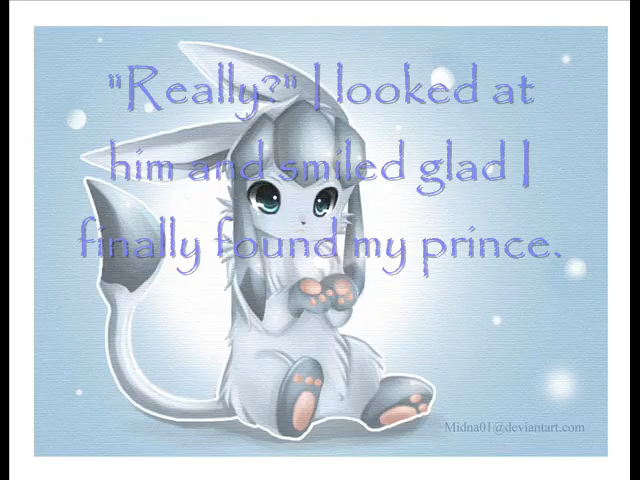 "Really?" I looked at
him and smiled glad I
finally found my prince.
Midna01@deviantart.com